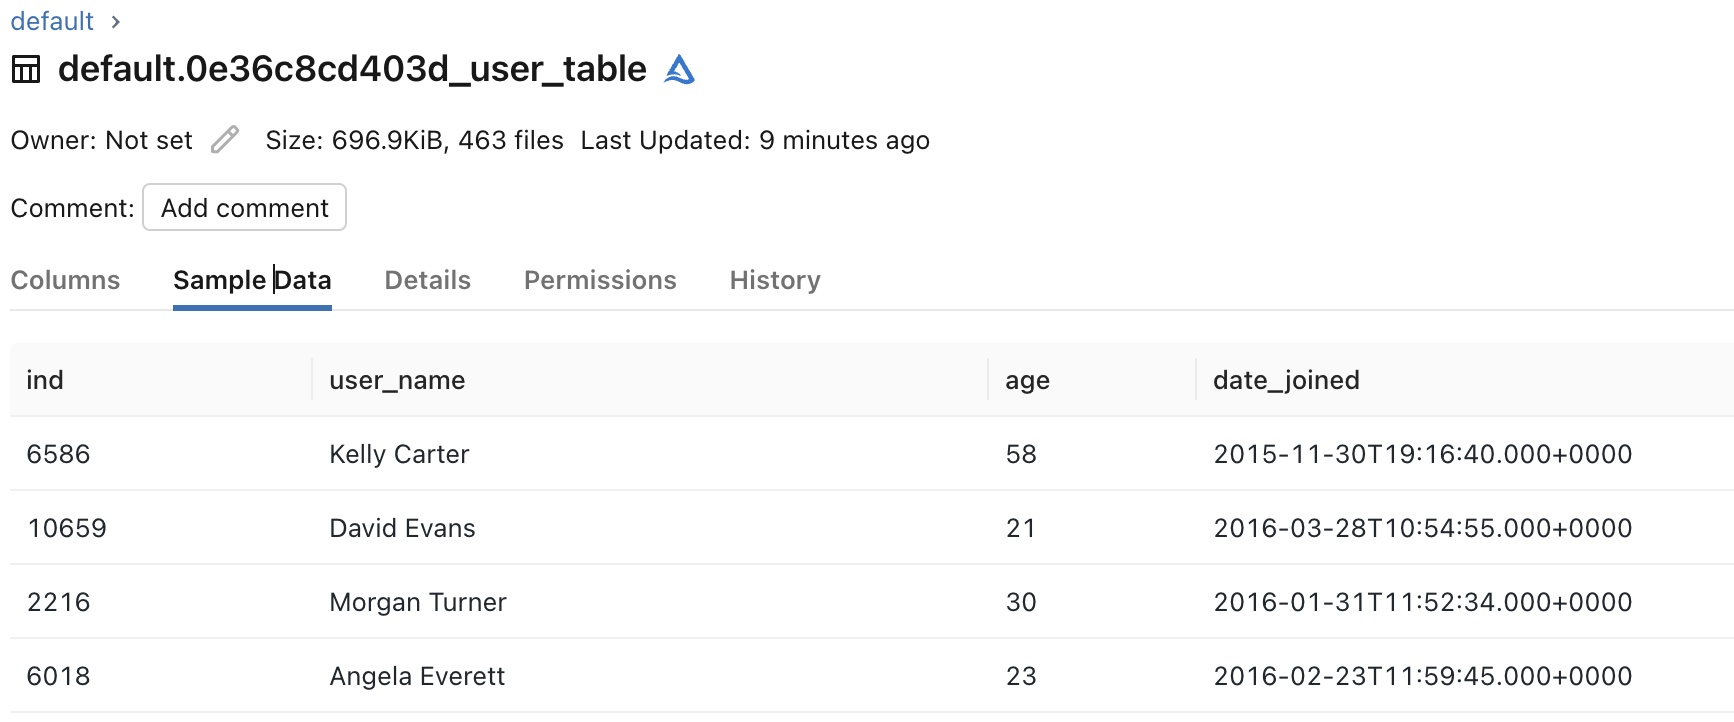 default >
default.0e36c8cd403d_user_table
Owner: Not set Size: 696.9KiB, 463 files Last Updated: 9 minutes ago
Comment: Add comment
Columns Sample Data Details Permissions History
ind user_name age date_joined
6586 Kelly Carter 58 2015-11-30T19:16:40.000+0000
10659 David Evans 21 2016-03-28T10:54:55.000+0000
2216 Morgan Turner 30 2016-01-31T11:52:34.000+0000
6018 Angela Everett 23 2016-02-23T11:59:45.000+0000